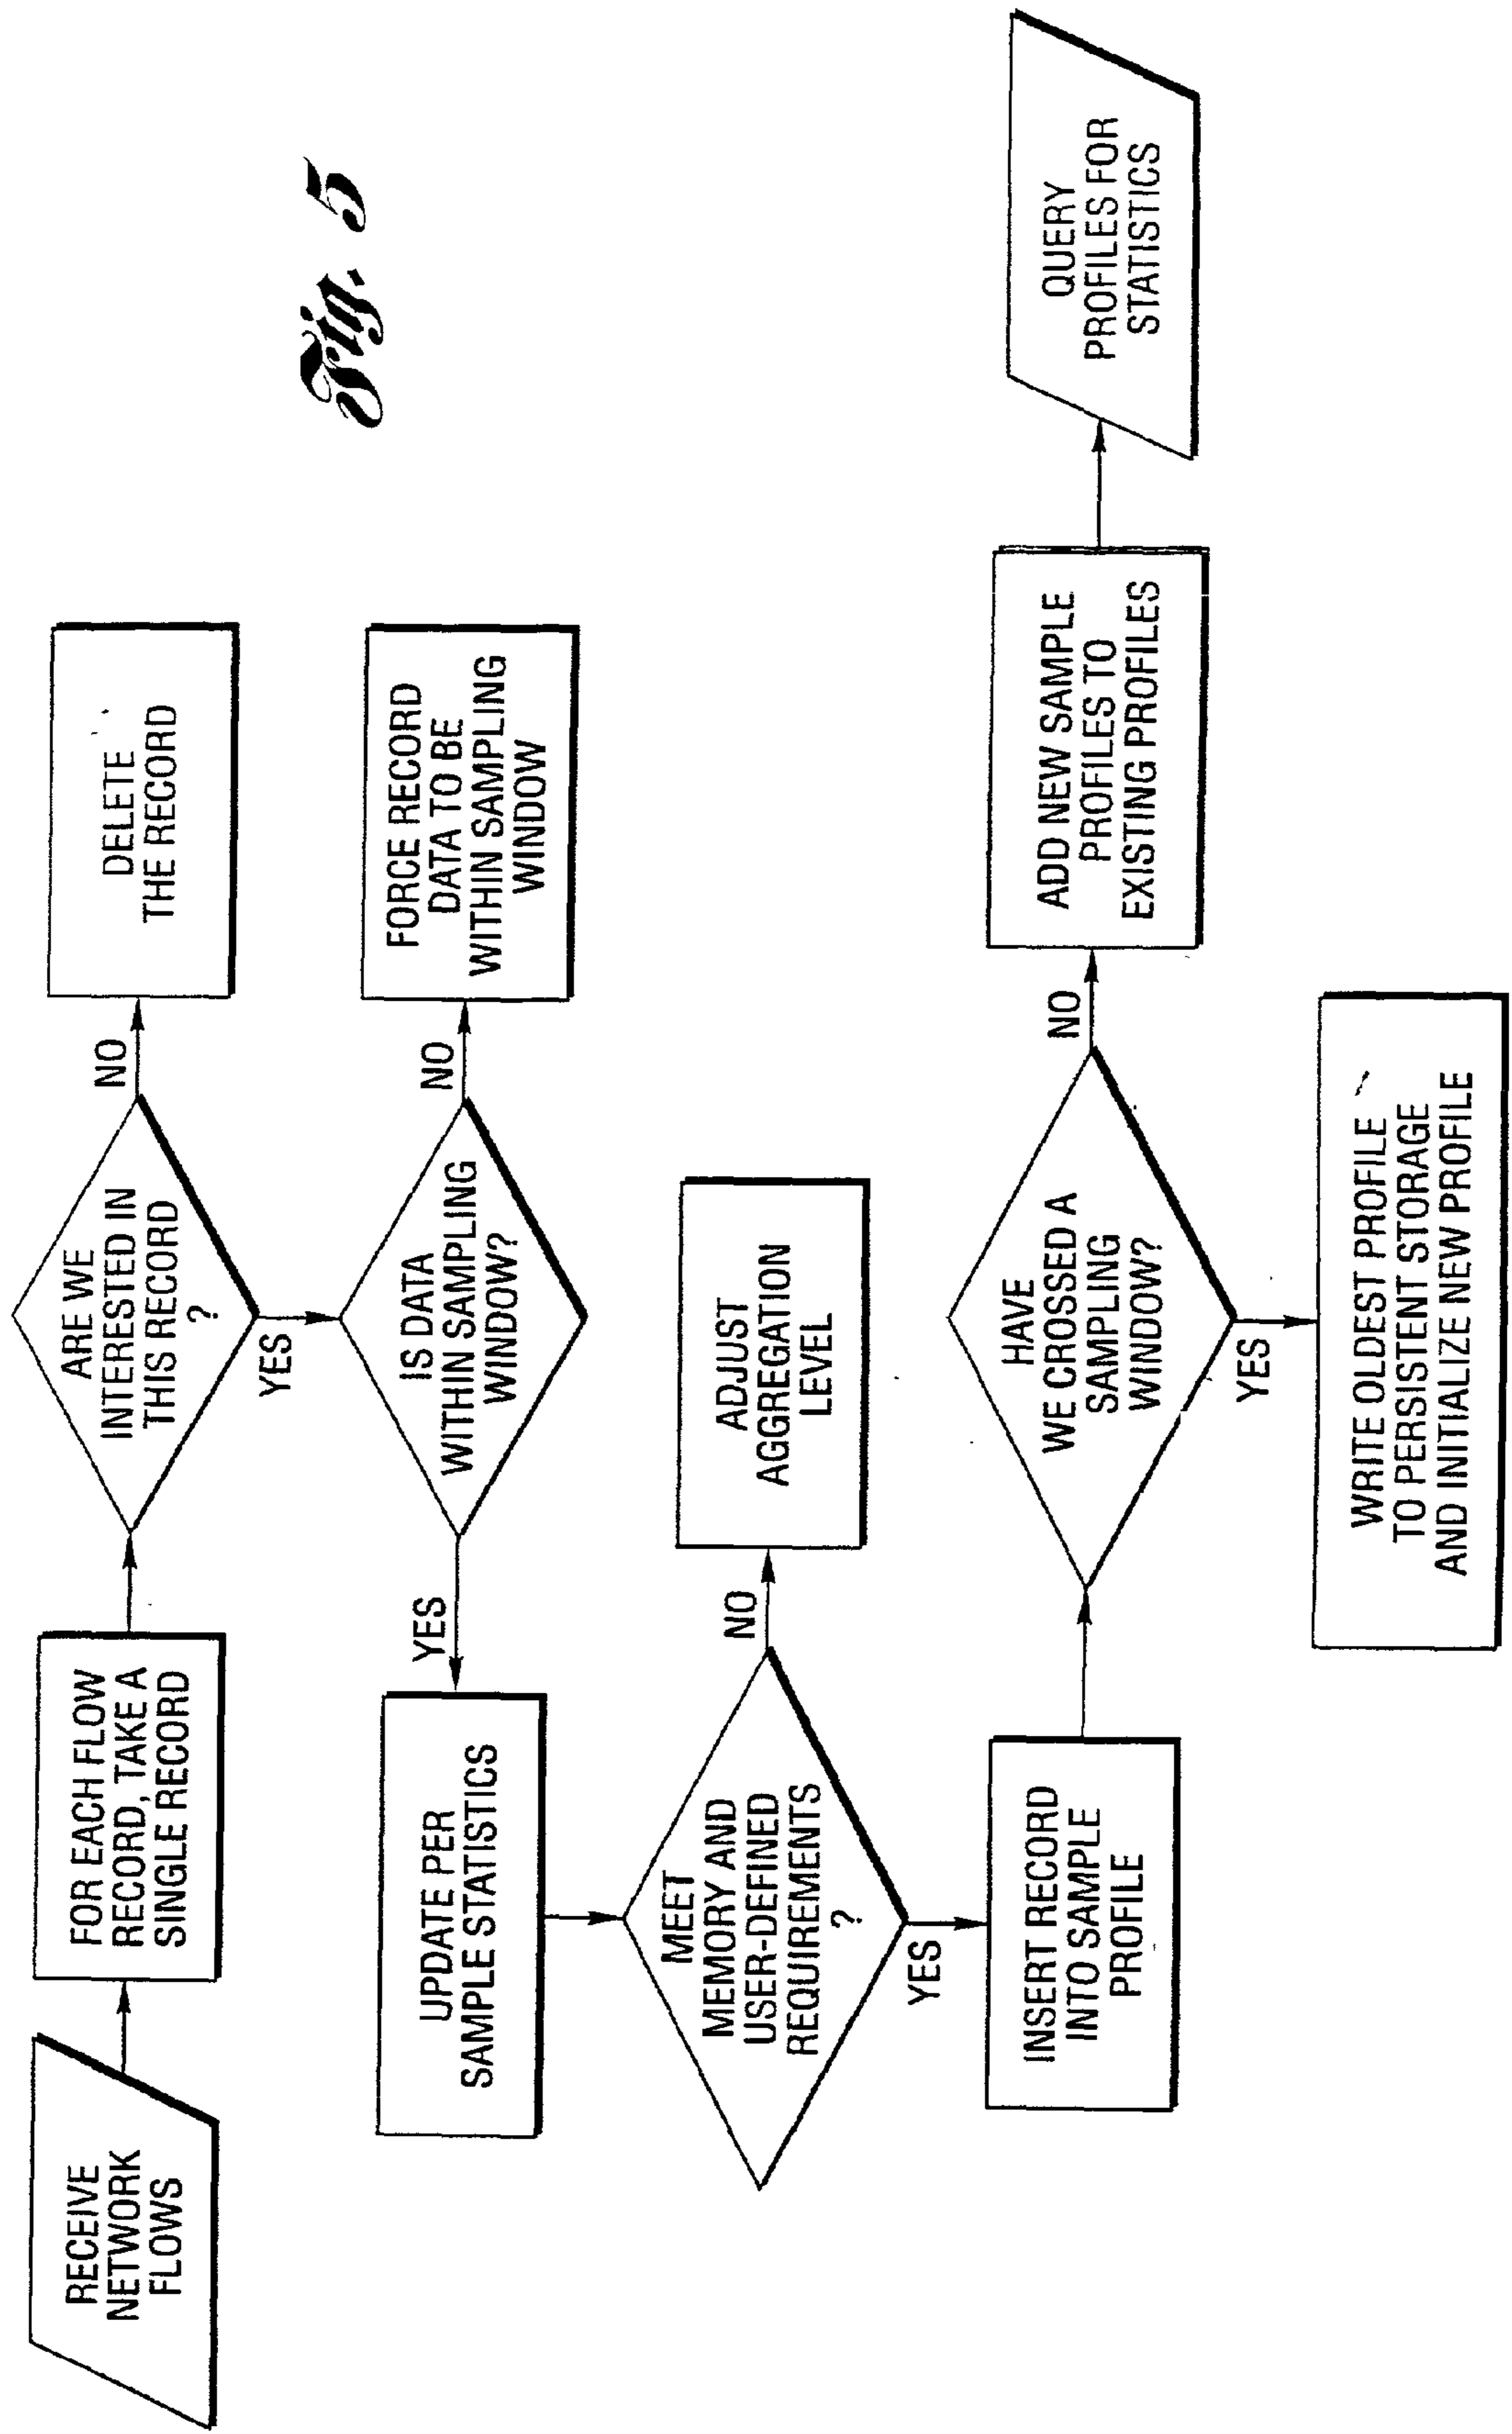 RECEIVE
NETWORK
FLOWS
FOR EACH FLOW
RECORD, TAKE A
SINGLE RECORD
ARE WE
INTERESTED IN
THIS RECORD
?
NO
DELETE
THE RECORD
YES
IS DATA
WITHIN SAMPLING
WINDOW?
NO
FORCE RECORD
DATA TO BE
WITHIN SAMPLING
WINDOW
YES
UPDATE PER
SAMPLE STATISTICS
MEET
MEMORY AND
USER-DEFINED
REQUIREMENTS
?
NO
ADJUST
AGGREGATION
LEVEL
YES
INSERT RECORD
INTO SAMPLE
PROFILE
HAVE
WE CROSSED A
SAMPLING
WINDOW?
NO
ADD NEW SAMPLE
PROFILES TO
EXISTING PROFILES
QUERY
PROFILES FOR
STATISTICS
YES
WRITE OLDEST PROFILE
TO PERSISTENT STORAGE
AND INITIALIZE NEW PROFILE
Fig. 5